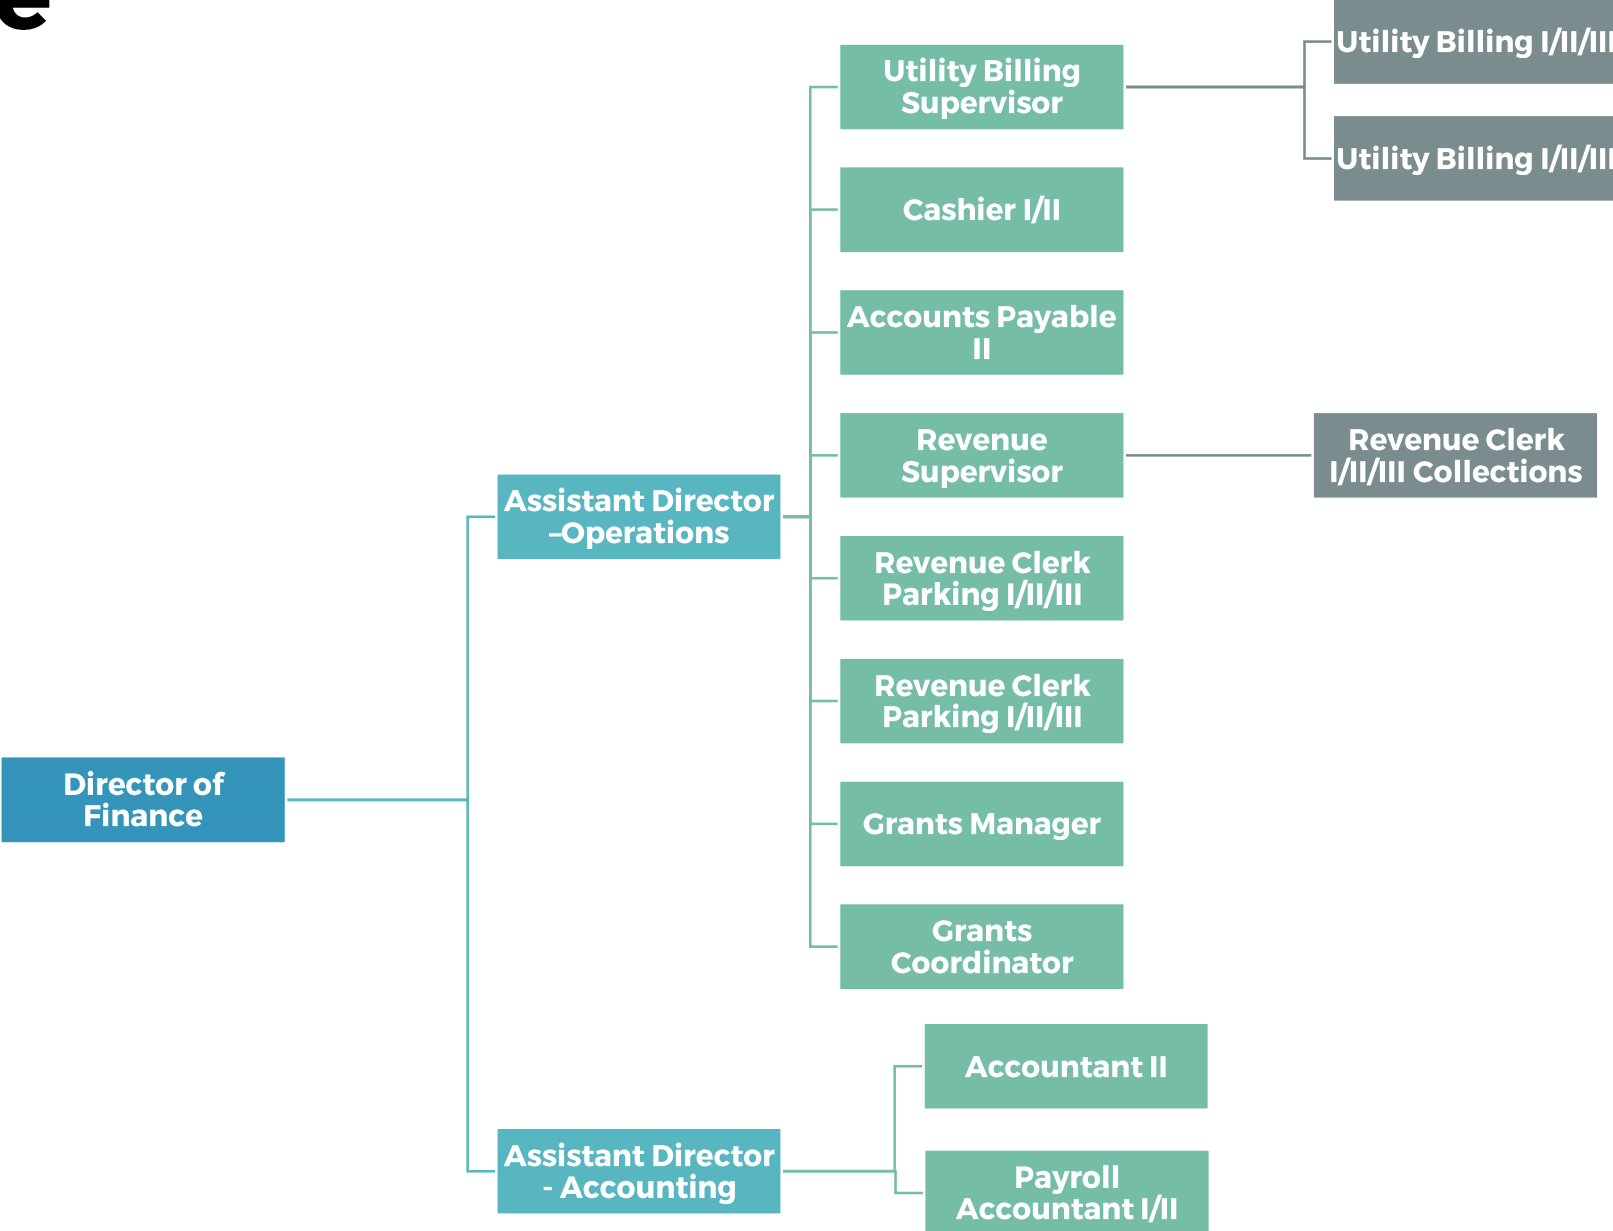 e
Utility Billing I/II/III
Utility Billing
Supervisor
Utility Billing I/II/III
Cashier I/II
Accounts Payable
II
Revenue
Supervisor
Revenue Clerk
I/II/III Collections
Assistant Director
–Operations
Revenue Clerk
Parking I/II/III
Revenue Clerk
Parking I/II/III
Director of
Finance
Grants Manager
Grants
Coordinator
Accountant II
Assistant Director
- Accounting
Payroll
Accountant I/II